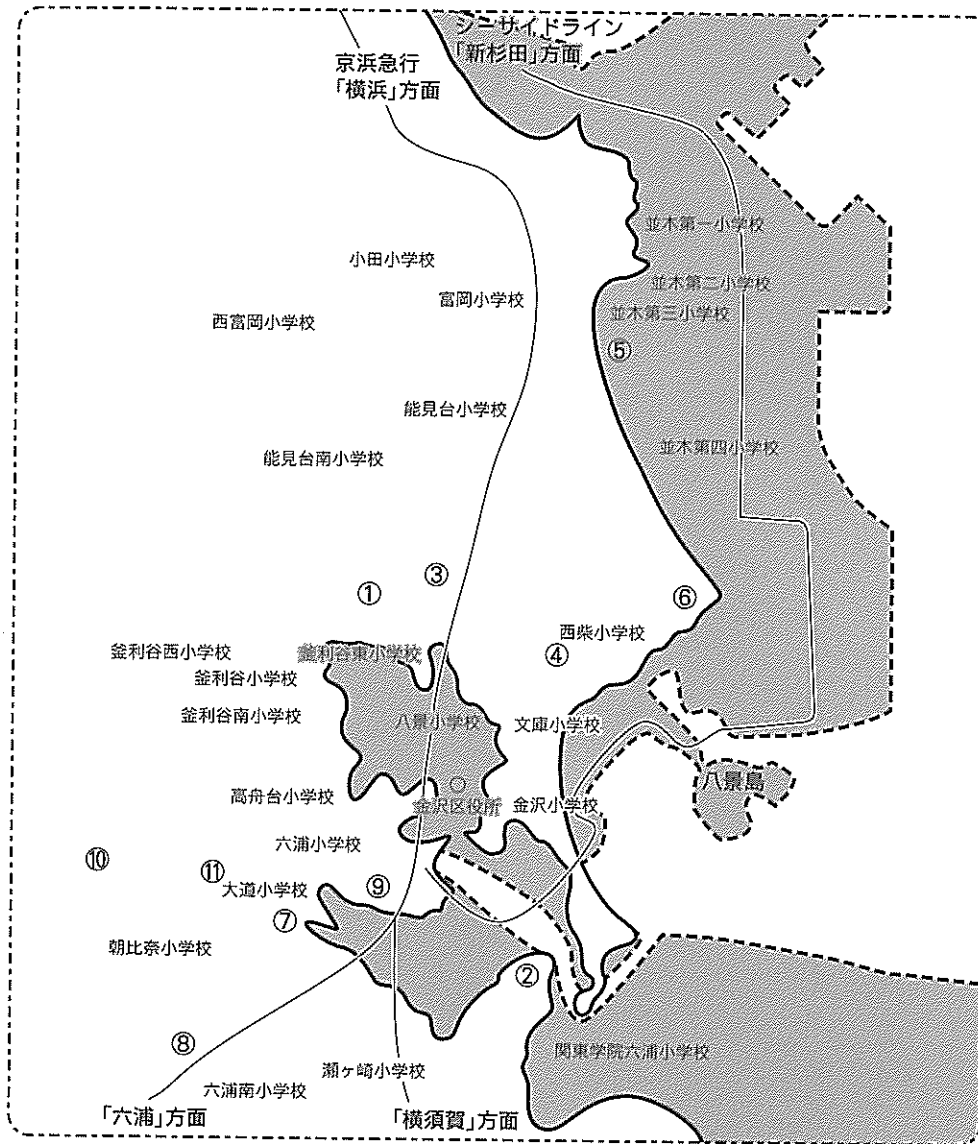 シーサイドライン
「新杉田」方面
京浜急行
「横浜」方面
並木第一小学校
小田小学校
並木第二小学校
富岡小学校
並木第三小学校
西富岡小学校
⑤
能見台小学校
並木第四小学校
能見台南小学校
③
①
⑥
西柴小学校
釜利谷西小学校
釜利谷東小学校
④
釜利谷小学校
釜利谷南小学校
八景小学校
文庫小学校
八景島
高舟台小学校
金沢区役所
金沢小学校
六浦小学校
⑩
⑪
大道小学校
⑨
⑦
朝比奈小学校
②
⑧
関東学院六浦小学校
瀬ヶ崎小学校
六浦南小学校
「六浦」方面
「横須賀」方面